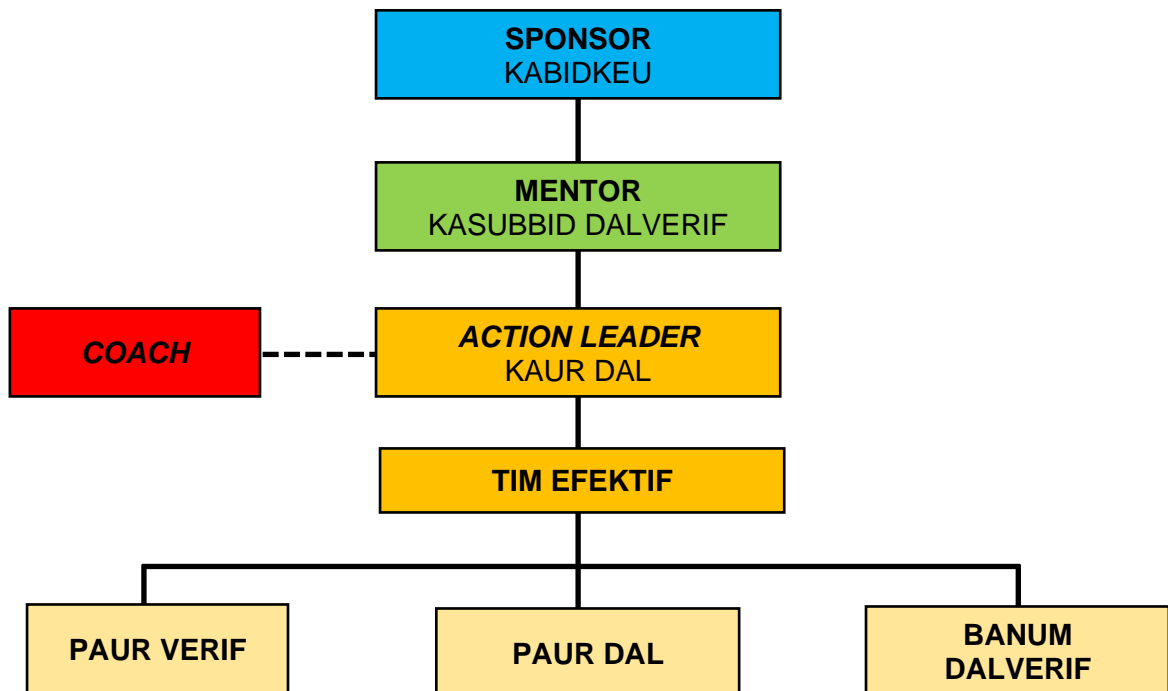 SPONSOR
KABIDKEU
MENTOR
KASUBBID DALVERIF
COACH
ACTION LEADER
KAUR DAL
TIM EFEKTIF
PAUR VERIF
PAUR DAL
BANUM
DALVERIF